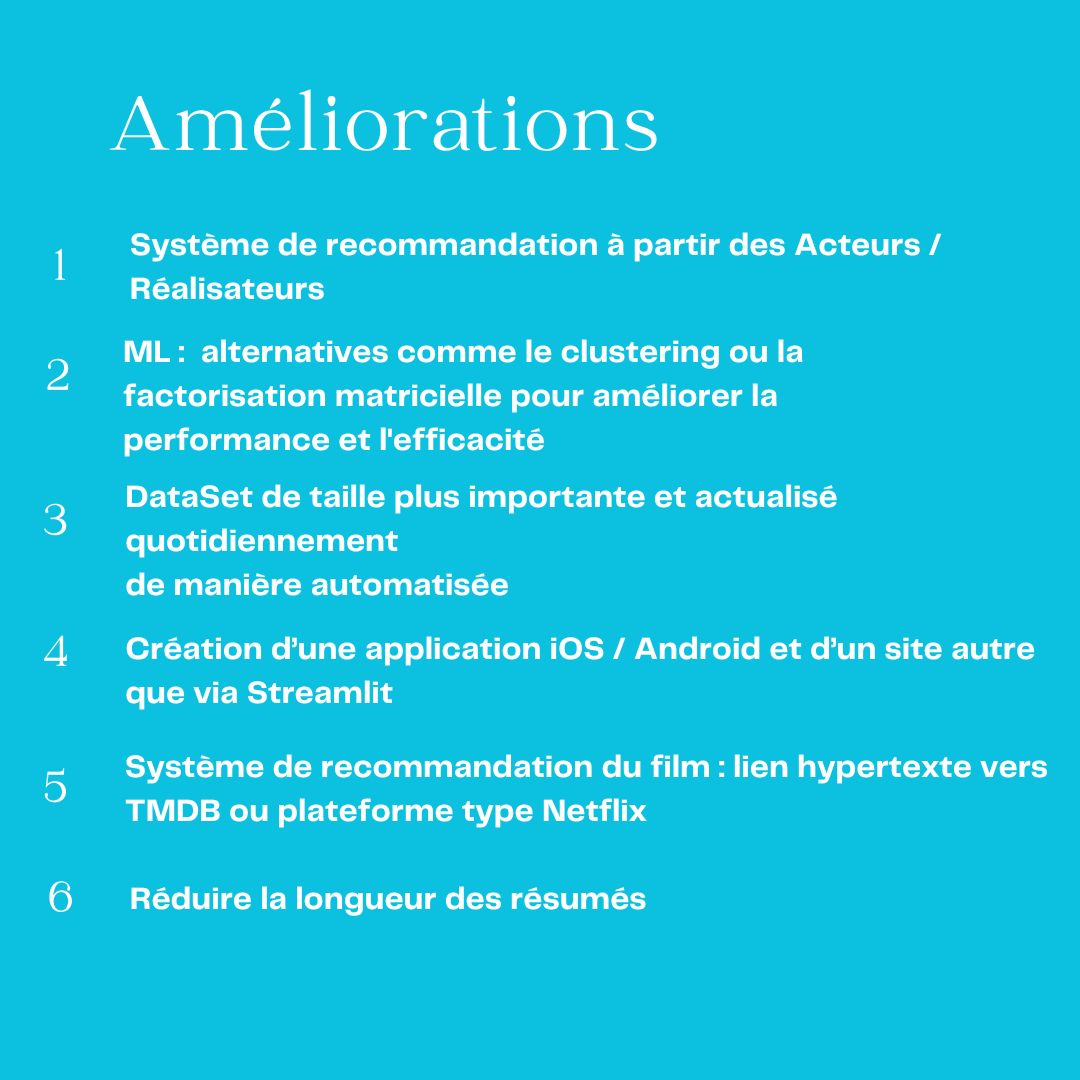 Améliorations
1
Système de recommandation à partir des Acteurs /
Réalisateurs
2
ML :  alternatives comme le clustering ou la
factorisation matricielle pour améliorer la
performance et l'efficacité
3
DataSet de taille plus importante et actualisé
quotidiennement
de manière automatisée
4
Création d’une application iOS / Android et d’un site autre
que via Streamlit
5
Système de recommandation du film : lien hypertexte vers
TMDB ou plateforme type Netflix
6
Réduire la longueur des résumés